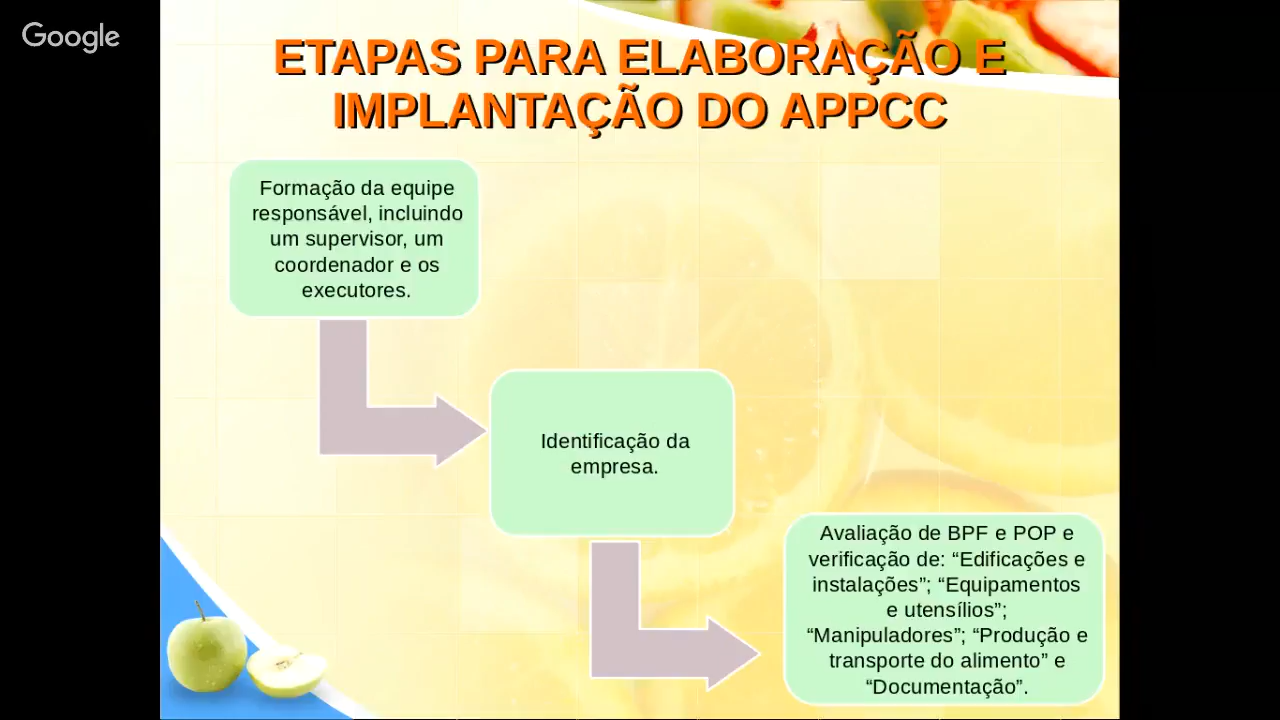 Google
ETAPAS PARA ELABORAÇÃO E
IMPLANTAÇÃO DO APPCC
Formação da equipe
responsável, incluindo
um supervisor, um
coordenador e os
executores.
Identificação da
empresa.
Avaliação de BPF e POP e
verificação de: “Edificações e
instalações”; “Equipamentos
e utensílios”;
“Manipuladores”; “Produção e
transporte do alimento” e
“Documentação”.